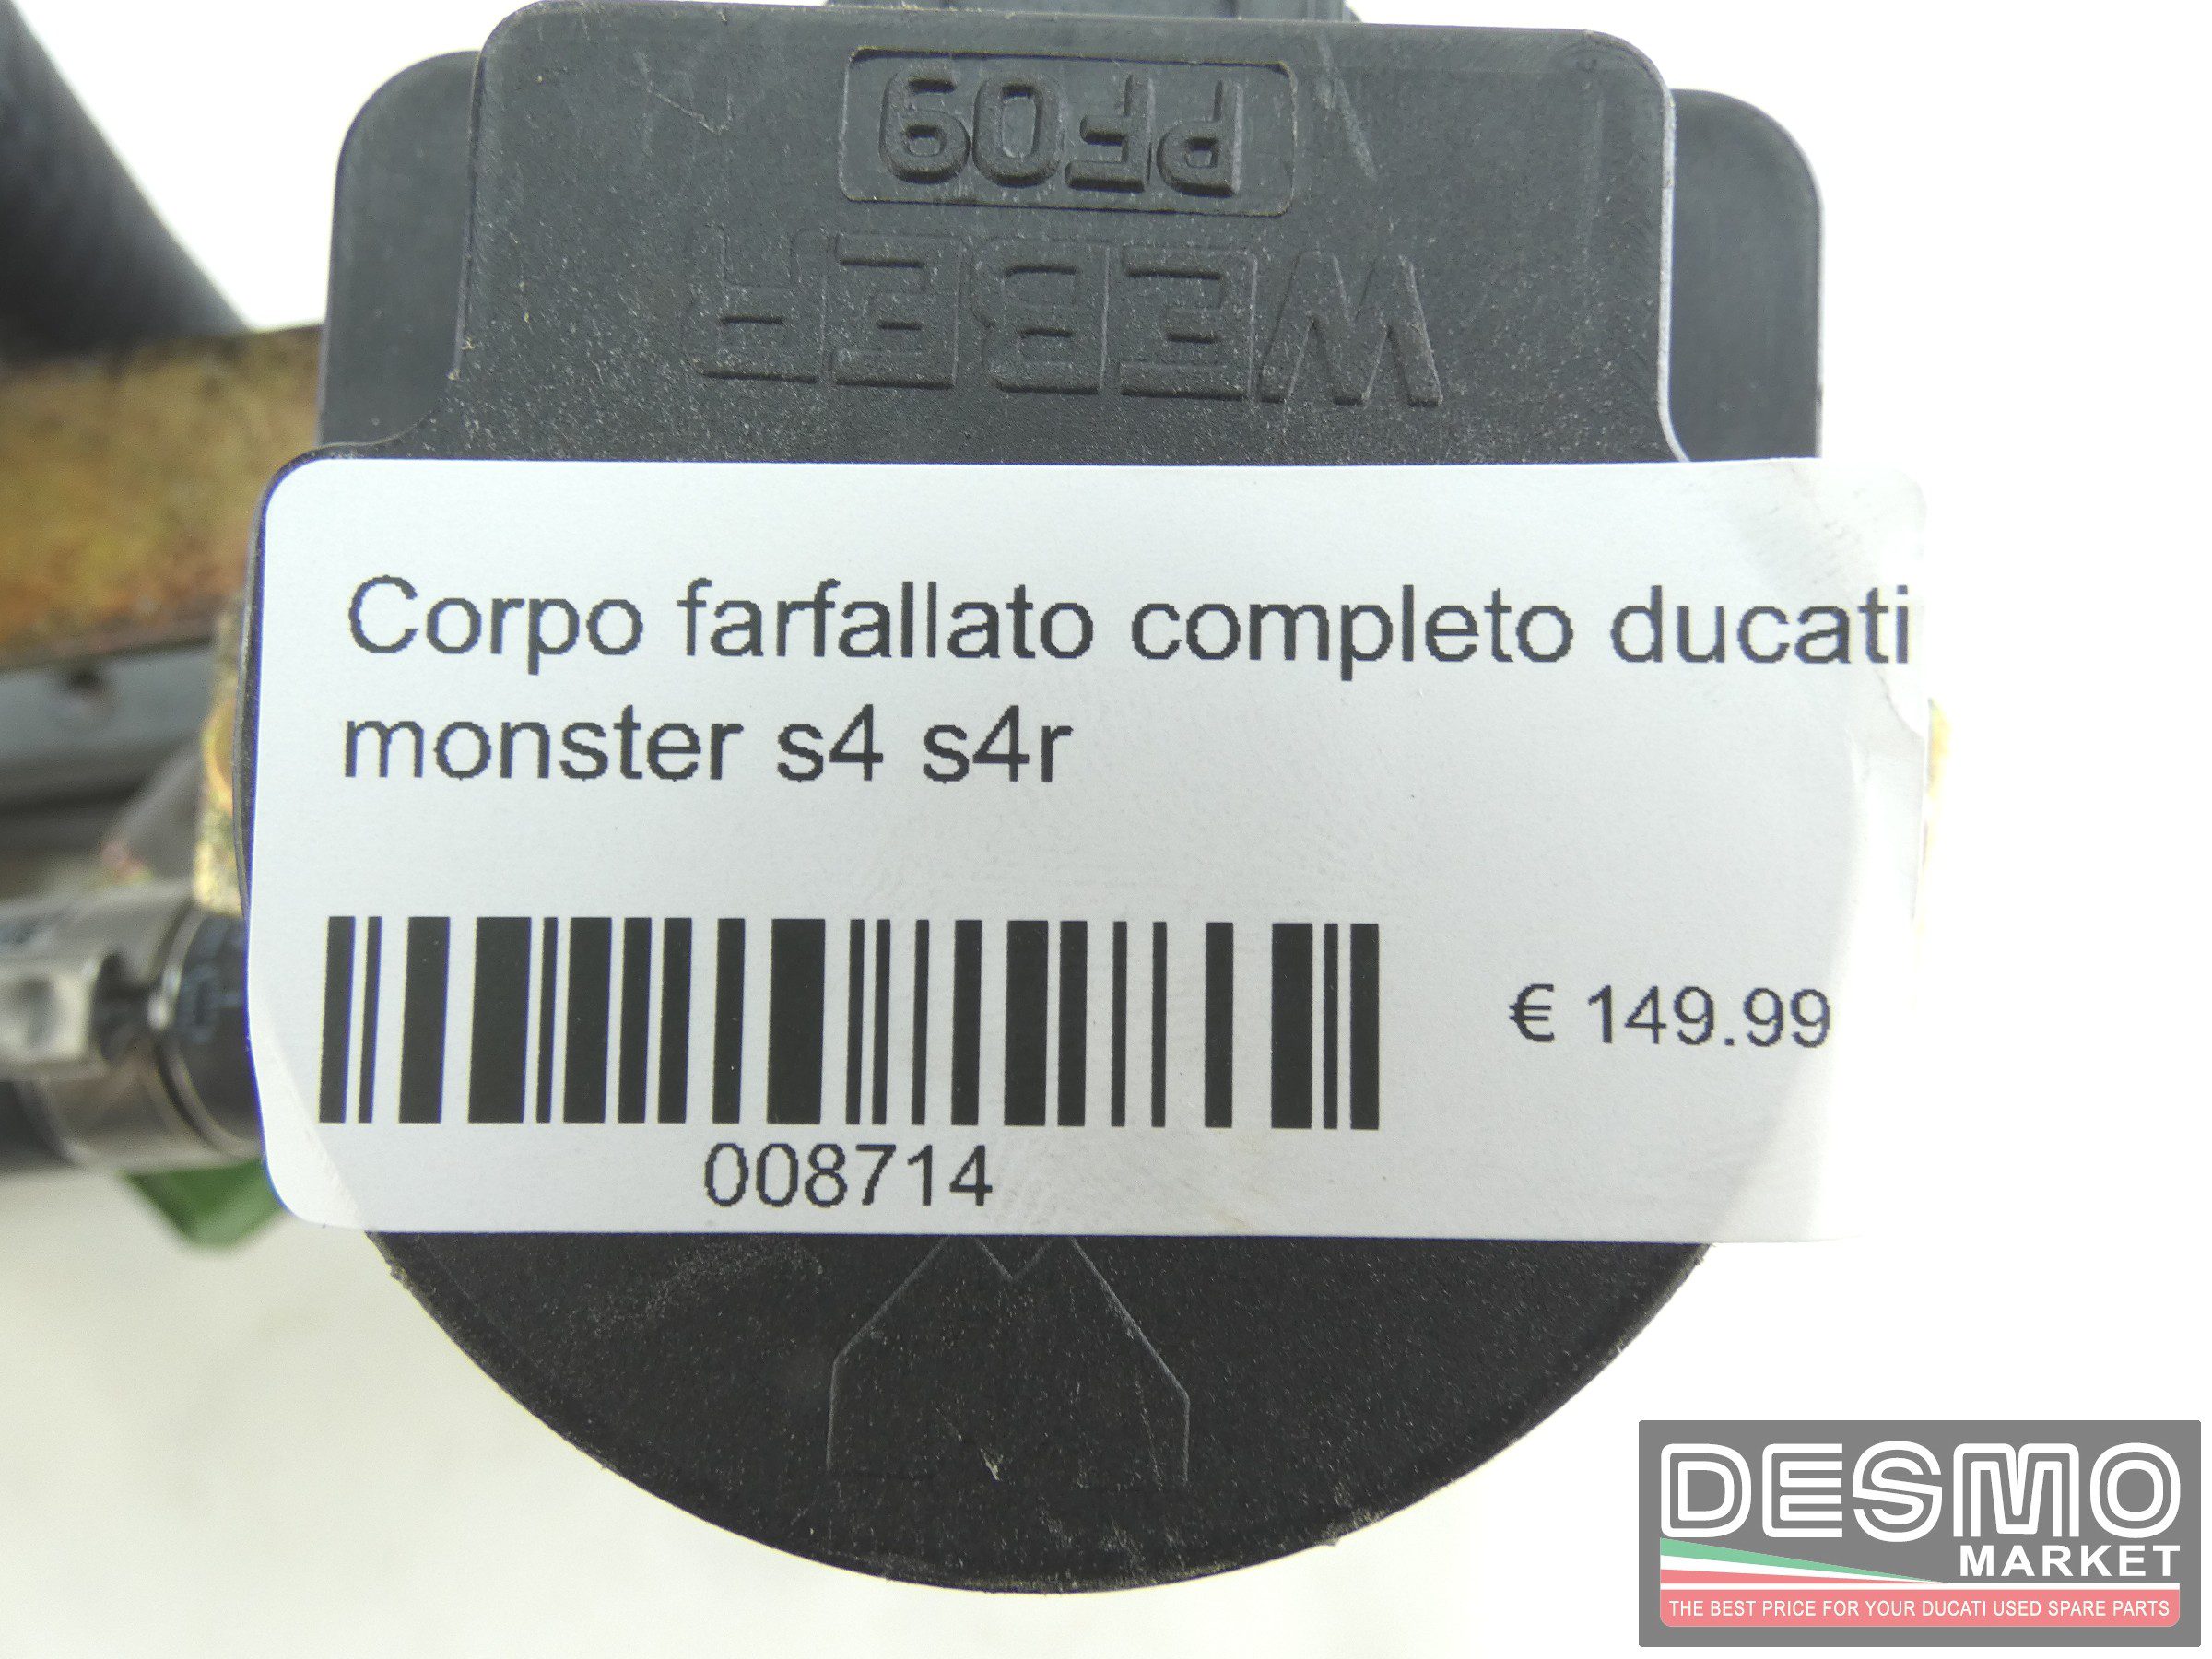 PF09
WEBER
Corpo farfallato completo ducati
monster s4 s4r
€ 149.99
008714
DESMO
MARKET
THE BEST PRICE FOR YOUR DUCATI USED SPARE PARTS